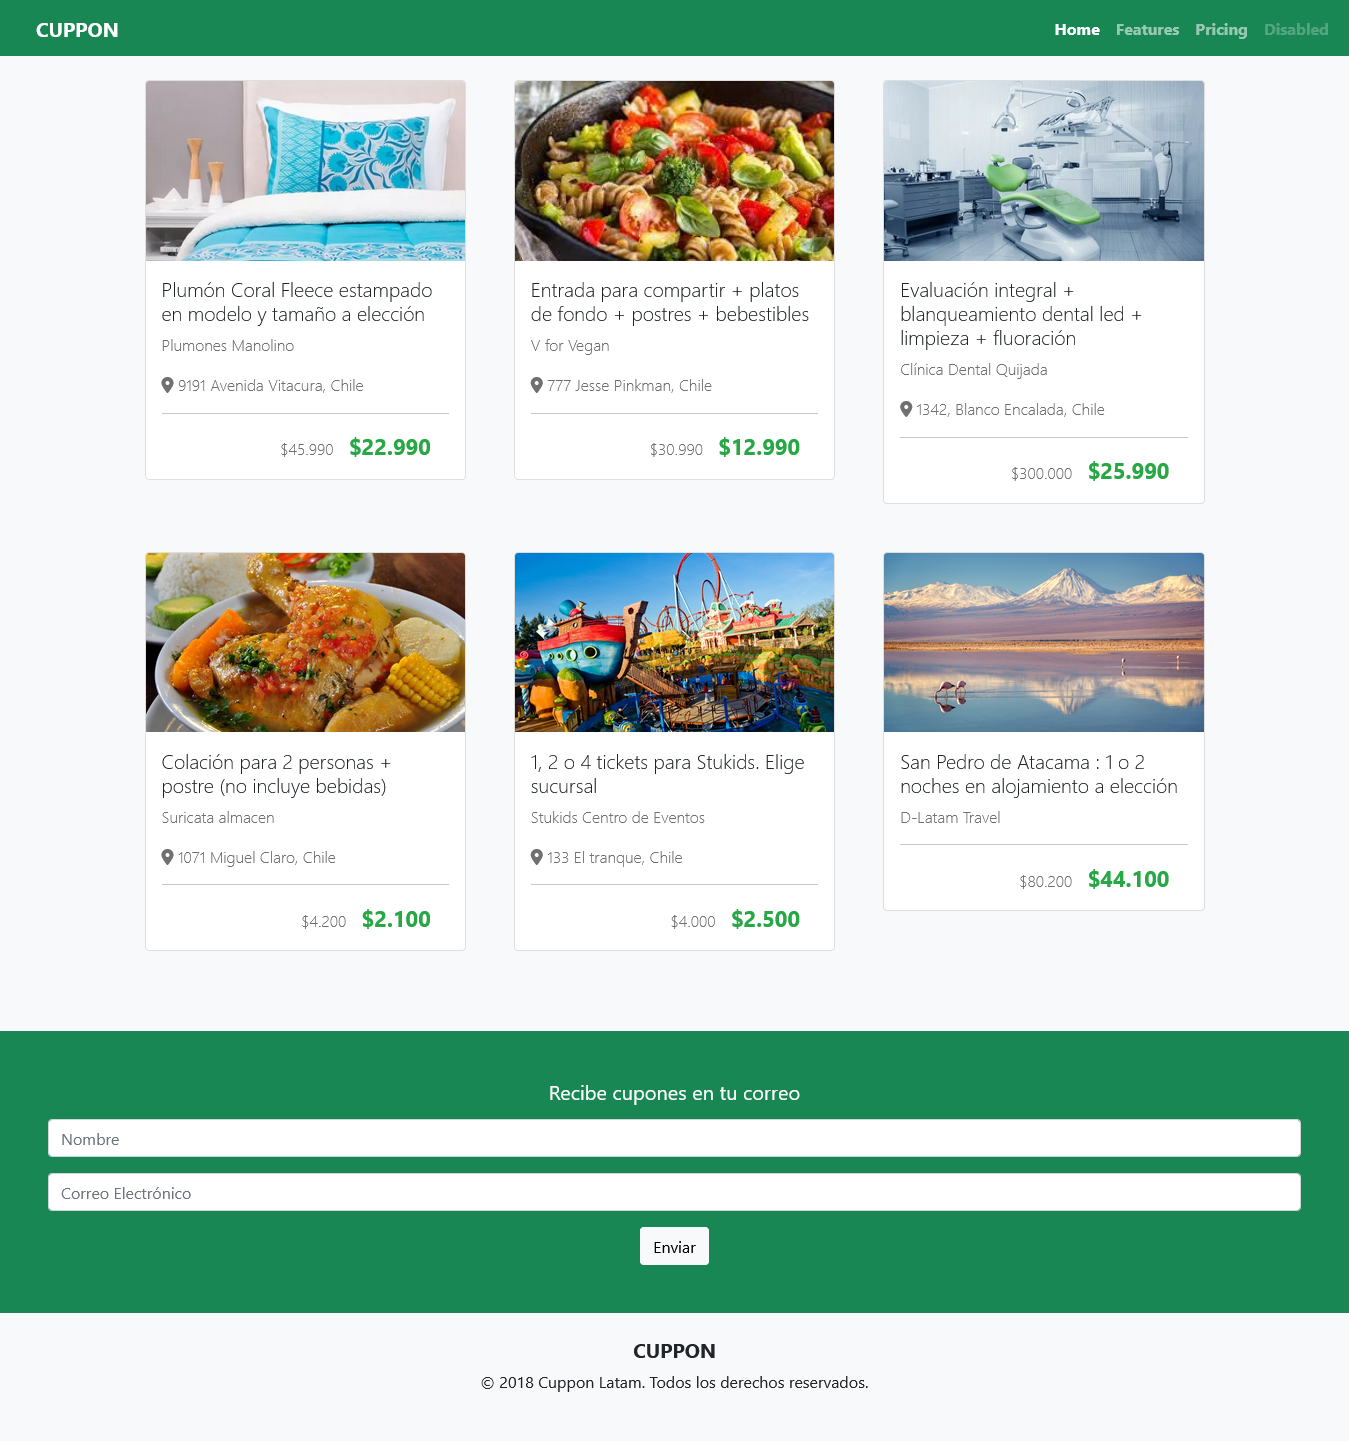 CUPPON
Home Features Pricing Disabled
Plumón Coral Fleece estampado
en modelo y tamaño a elección
Plumones Manolino
9191 Avenida Vitacura, Chile
$45.990 $22.990
Entrada para compartir + platos
de fondo + postres + bebestibles
V for Vegan
777 Jesse Pinkman, Chile
$30.990 $12.990
Evaluación integral +
blanqueamiento dental led +
limpieza + fluoración
Clínica Dental Quijada
1342, Blanco Encalada, Chile
$300.000 $25.990
Colación para 2 personas +
postre (no incluye bebidas)
Suricata almacen
1071 Miguel Claro, Chile
$4.200 $2.100
1, 2 o 4 tickets para Stukids. Elige
sucursal
Stukids Centro de Eventos
133 El tranque, Chile
$4.000 $2.500
San Pedro de Atacama : 1 o 2
noches en alojamiento a elección
D-Latam Travel
$80.200 $44.100
Recibe cupones en tu correo
Nombre
Correo Electrónico
Enviar
CUPPON
© 2018 Cuppon Latam. Todos los derechos reservados.